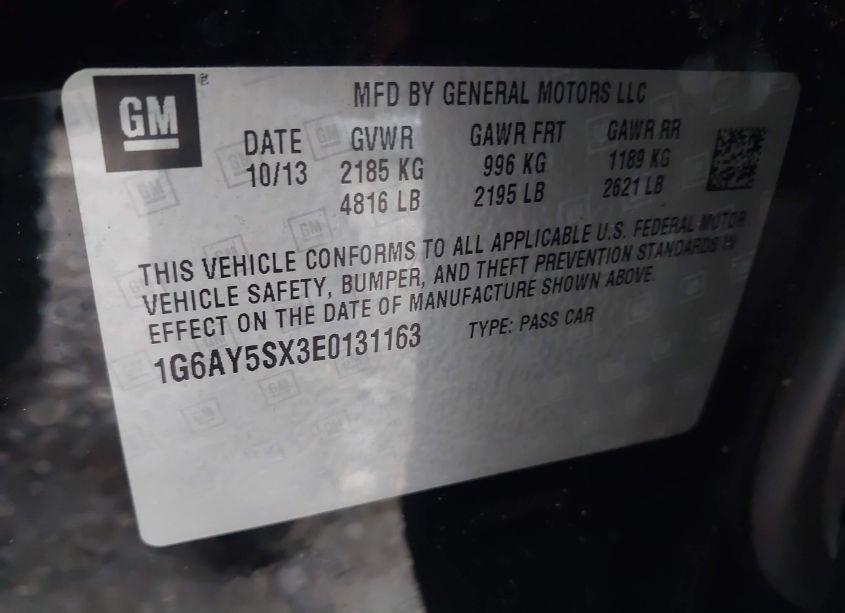 GM ®
MFD BY GENERAL MOTORS LLC
DATE GVWR GAWR FRT GAWR RR
10/13 2185 KG 996 KG 1189 KG
4816 LB 2195 LB 2621 LB
THIS VEHICLE CONFORMS TO ALL APPLICABLE U.S. FEDERAL MOTOR
VEHICLE SAFETY, BUMPER, AND THEFT PREVENTION STANDARDS IN
EFFECT ON THE DATE OF MANUFACTURE SHOWN ABOVE.
1G6AY5SX3E0131163 TYPE: PASS CAR